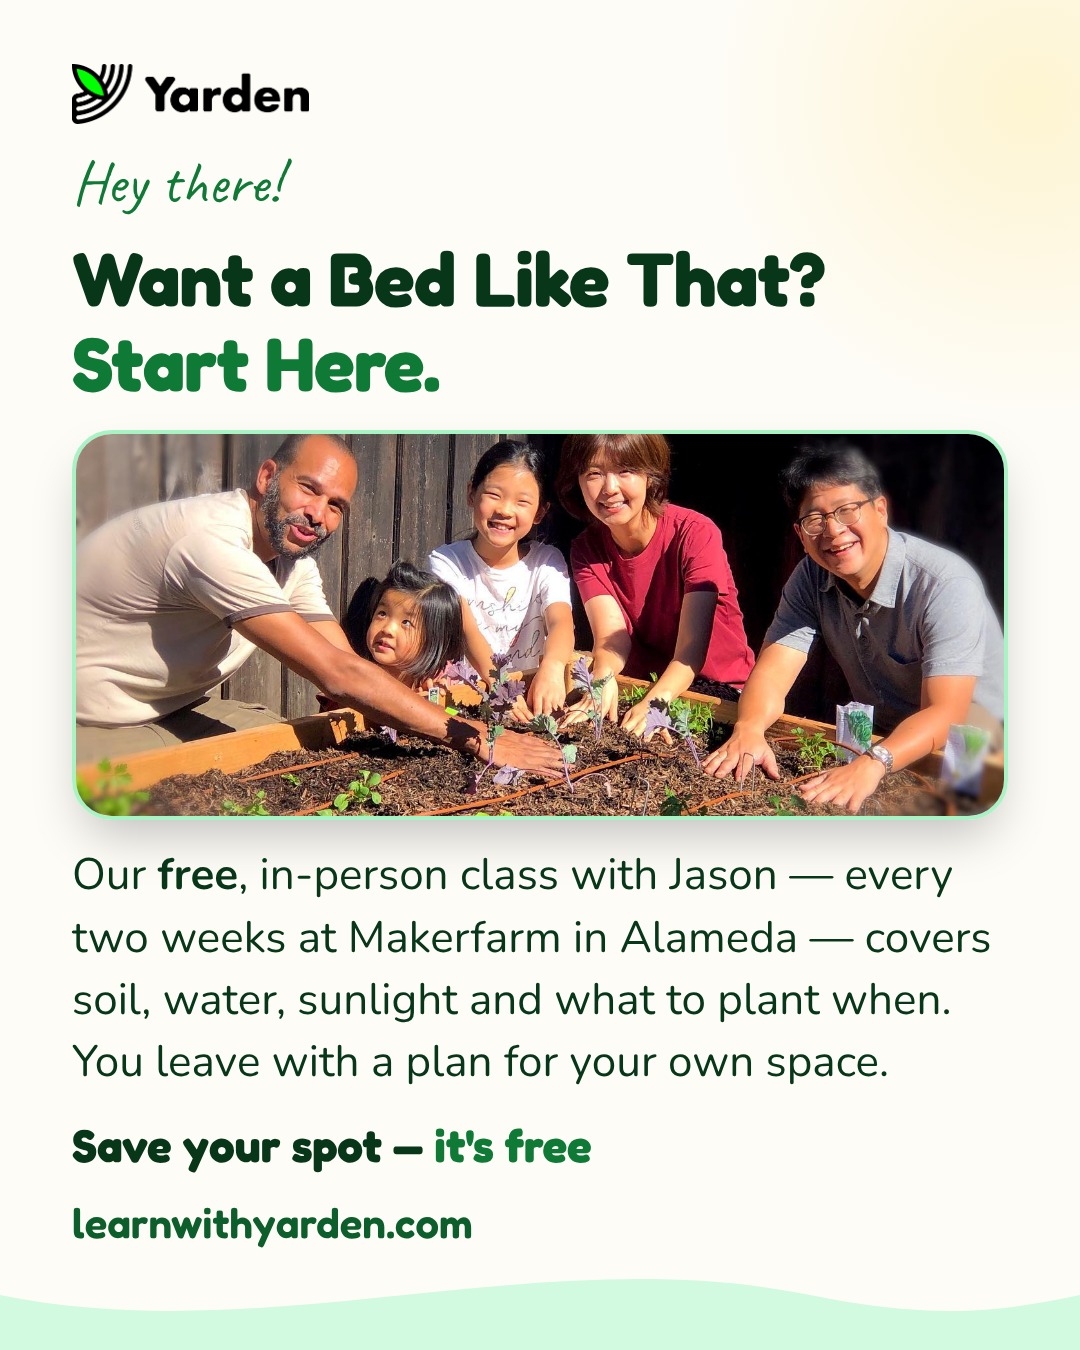 Yarden
Hey there!
Want a Bed Like That?
Start Here.
Our free, in-person class with Jason — every
two weeks at Makerfarm in Alameda — covers
soil, water, sunlight and what to plant when.
You leave with a plan for your own space.
Save your spot — it's free
learnwithyarden.com